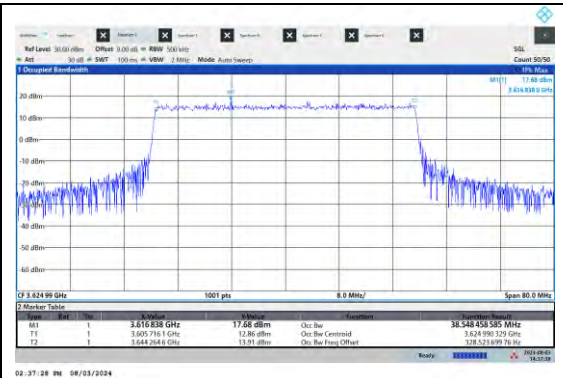 Ref Level 30.00 dBm Offset 0.00 dB RBW 500 kHz SGL
Att 30 dB SWT 100 ms VBW 2 MHz Mode Auto Sweep Count 50/50
1 Occupied Bandwidth 1Pk Max
M1[1] 17.68 dBm
3.616 838 0 GHz
20 dBm
10 dBm
0 dBm
-10 dBm
-20 dBm
-40 dBm
-60 dBm
CF 3.624 99 GHz 1001 pts 8.0 MHz/ Span 80.0 MHz
2 Marker Table
Type Ref Trc X-Value Y-Value Function Function Result
M1 1 3.616 838 GHz 17.68 dBm Occ Bw 38.548 458 585 MHz
T1 1 3.605 716 1 GHz 12.86 dBm Occ Bw Centroid 3.624 990 329 GHz
T2 1 3.644 264 6 GHz 13.91 dBm Occ Bw Freq Offset 328.523 699 76 Hz
Ready
02:37:28 PM 08/03/2024